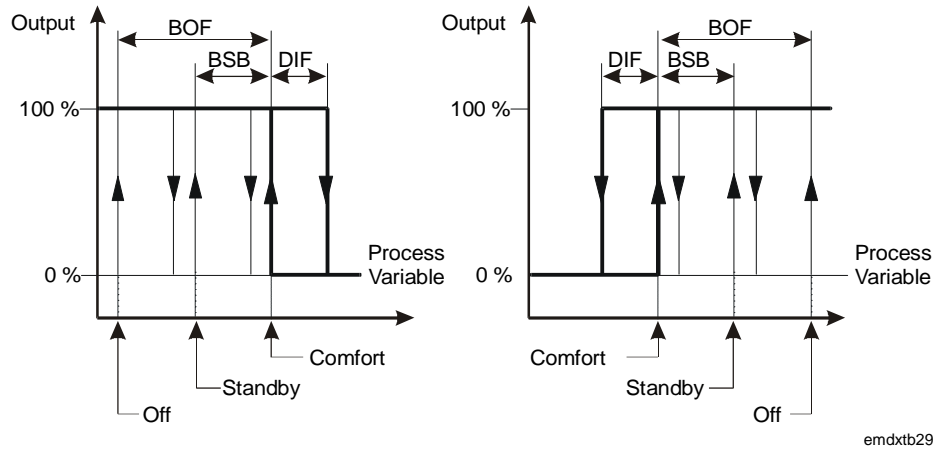 Output
BOF
BSB
DIF
100 %
0 %
Process
Variable
Comfort
Standby
Off
Output
BOF
DIF
BSB
100 %
0 %
Process
Variable
Comfort
Standby
Off
emdxtb29